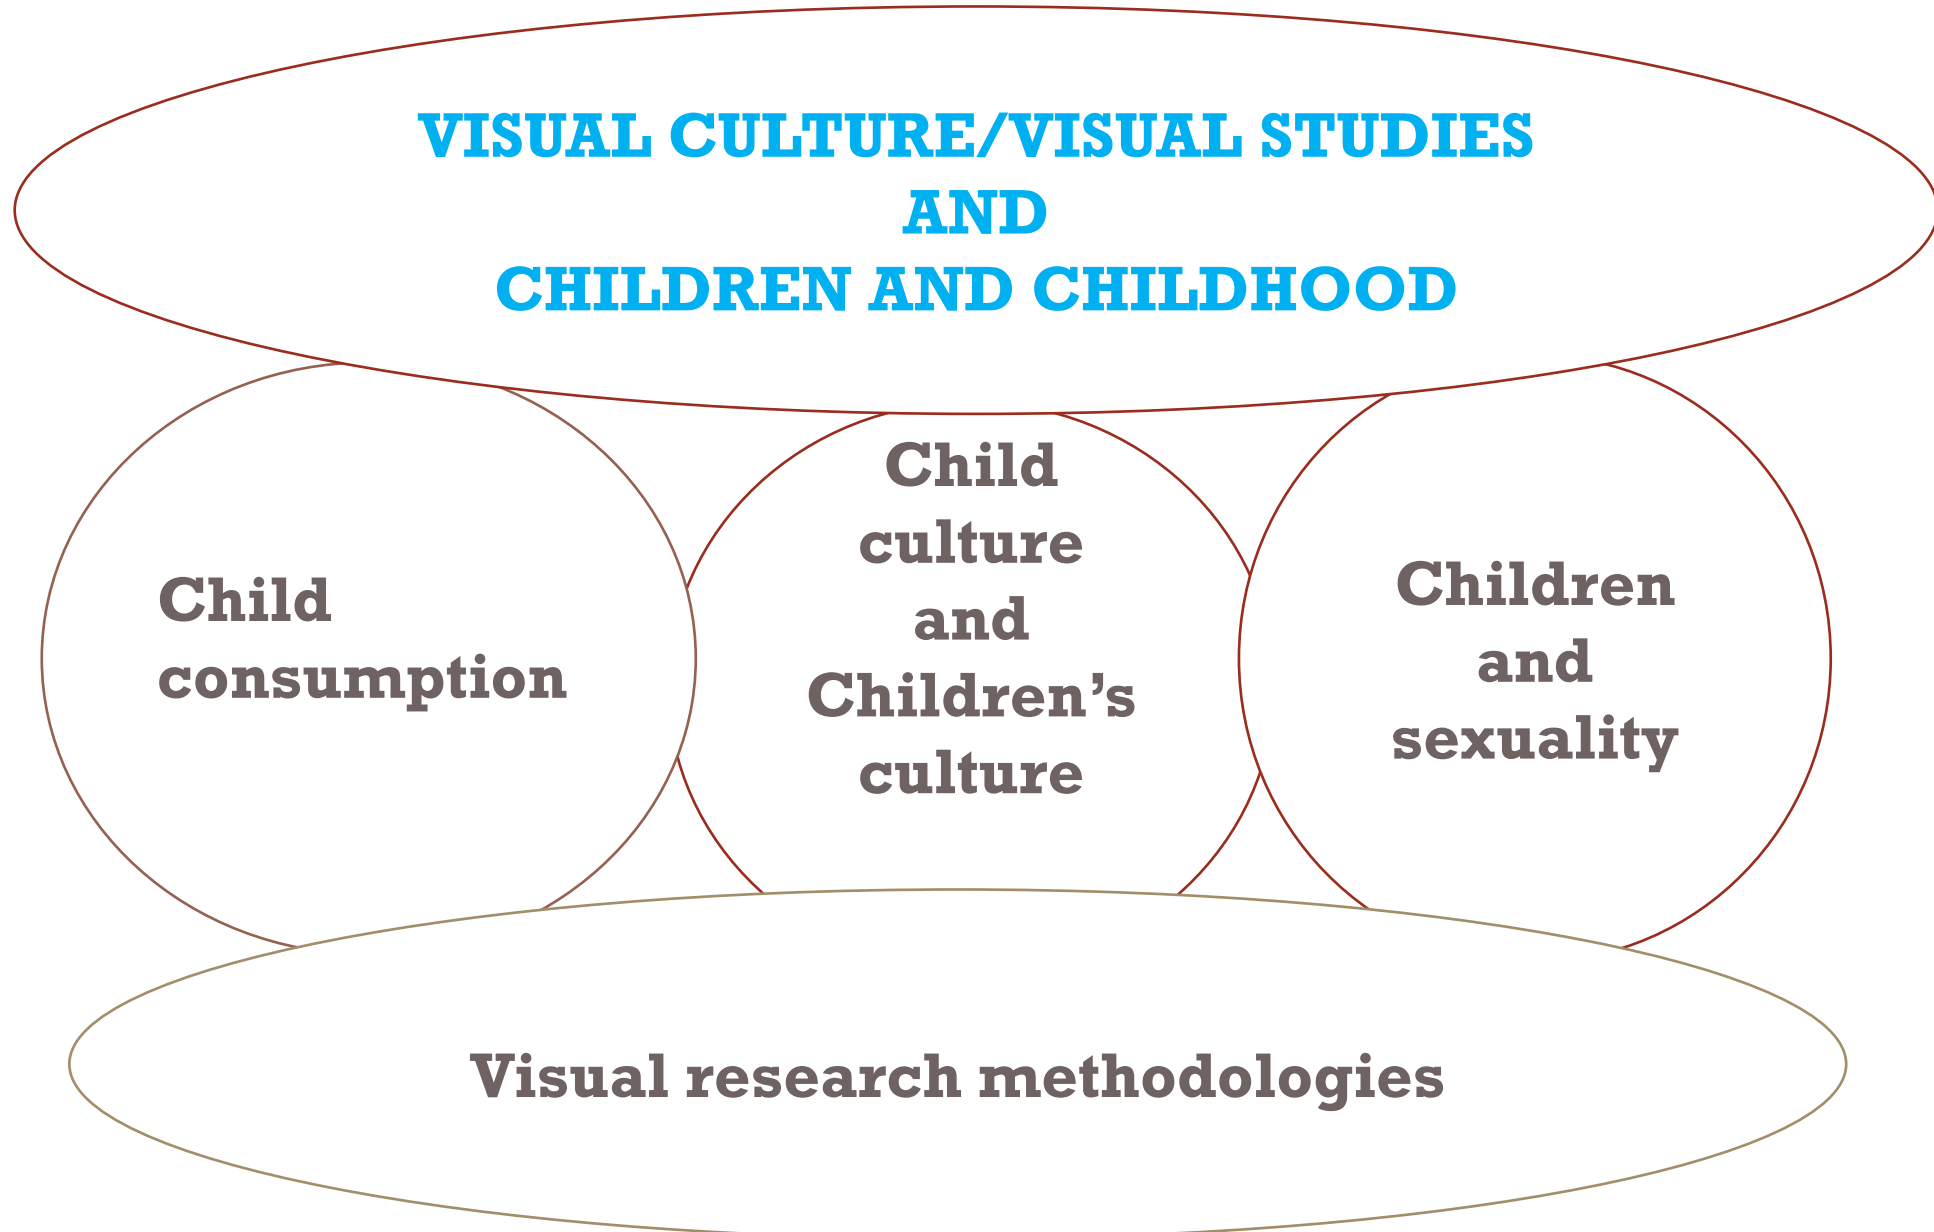 VISUAL CULTURE/VISUAL STUDIES
AND
CHILDREN AND CHILDHOOD
Child
consumption
Child
culture
and
Children’s
culture
Children
and
sexuality
Visual research methodologies